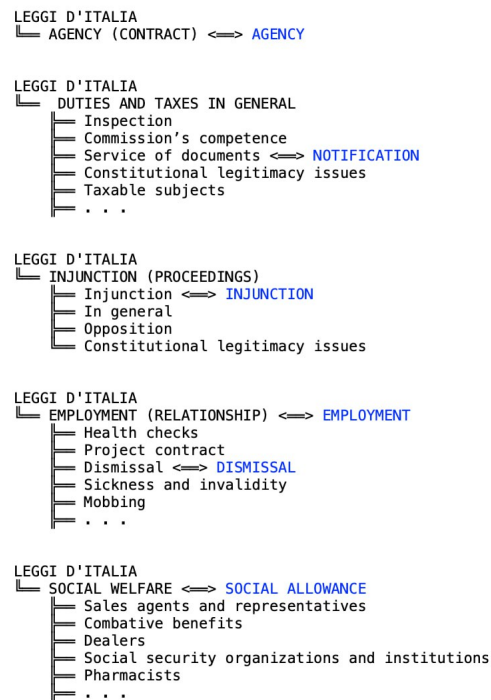 LEGGI D'ITALIA
╚══ AGENCY (CONTRACT) <══> AGENCY
LEGGI D'ITALIA
╚══ DUTIES AND TAXES IN GENERAL
╠══ Inspection
╠══ Commission’s competence
╠══ Service of documents <══> NOTIFICATION
╠══ Constitutional legitimacy issues
╠══ Taxable subjects
╠══ . . .
LEGGI D'ITALIA
╚══ INJUNCTION (PROCEEDINGS)
╠══ Injunction <══> INJUNCTION
╠══ In general
╠══ Opposition
╚══ Constitutional legitimacy issues
LEGGI D'ITALIA
╚══ EMPLOYMENT (RELATIONSHIP) <══> EMPLOYMENT
╠══ Health checks
╠══ Project contract
╠══ Dismissal <══> DISMISSAL
╠══ Sickness and invalidity
╠══ Mobbing
╠══ . . .
LEGGI D'ITALIA
╚══ SOCIAL WELFARE <══> SOCIAL ALLOWANCE
╠══ Sales agents and representatives
╠══ Combative benefits
╠══ Dealers
╠══ Social security organizations and institutions
╠══ Pharmacists
╠══ . . .